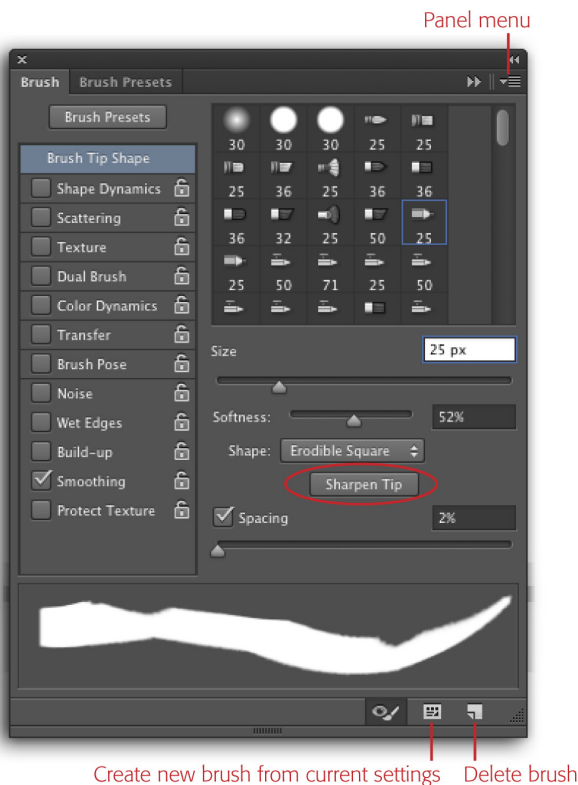 Panel menu
Brush Brush Presets
Brush Presets
Brush Tip Shape
Shape Dynamics
Scattering
Texture
Dual Brush
Color Dynamics
Transfer
Brush Pose
Noise
Wet Edges
Build-up
Smoothing
Protect Texture
30 30 30 25 25
25 36 25 36 36
36 32 25 50 25
25 50 71 25 50
Size 25 px
Softness: 52%
Shape: Erodible Square
Sharpen Tip
Spacing 2%
Create new brush from current settings Delete brush